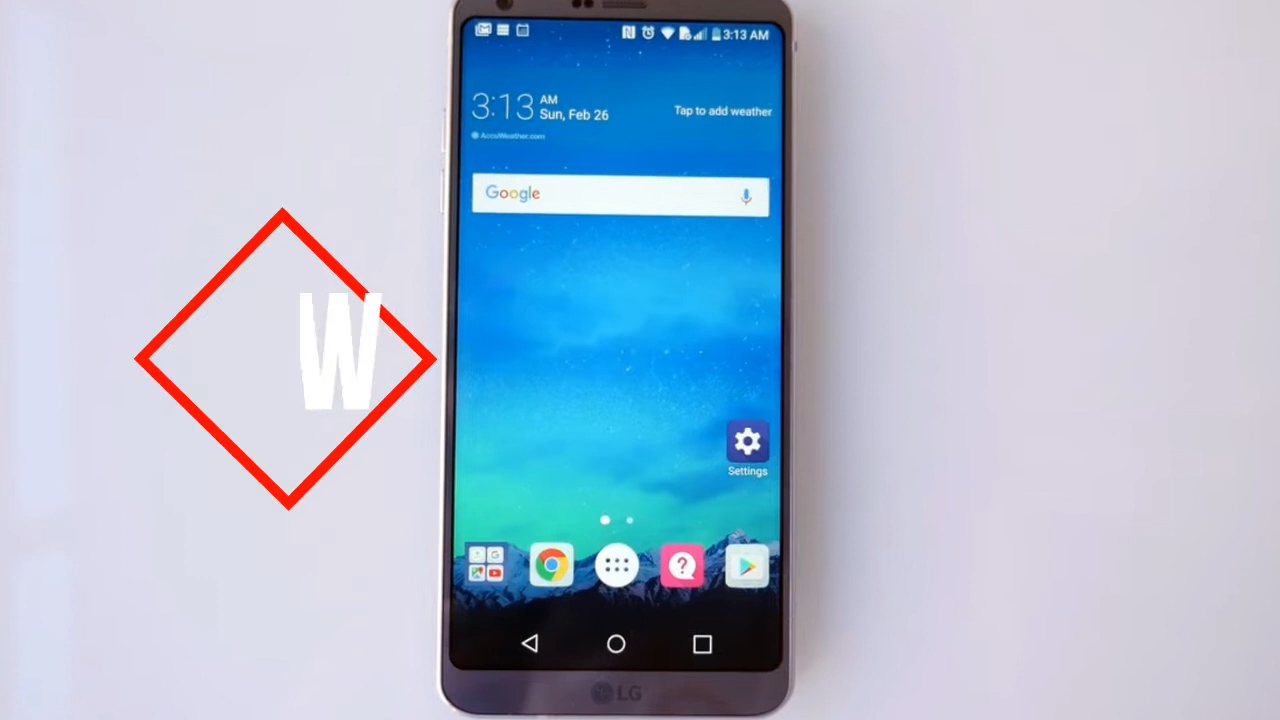 3:13 AM
3:13 AM
Sun, Feb 26
Tap to add weather
AccuWeather.com
Google
W
Settings
LG